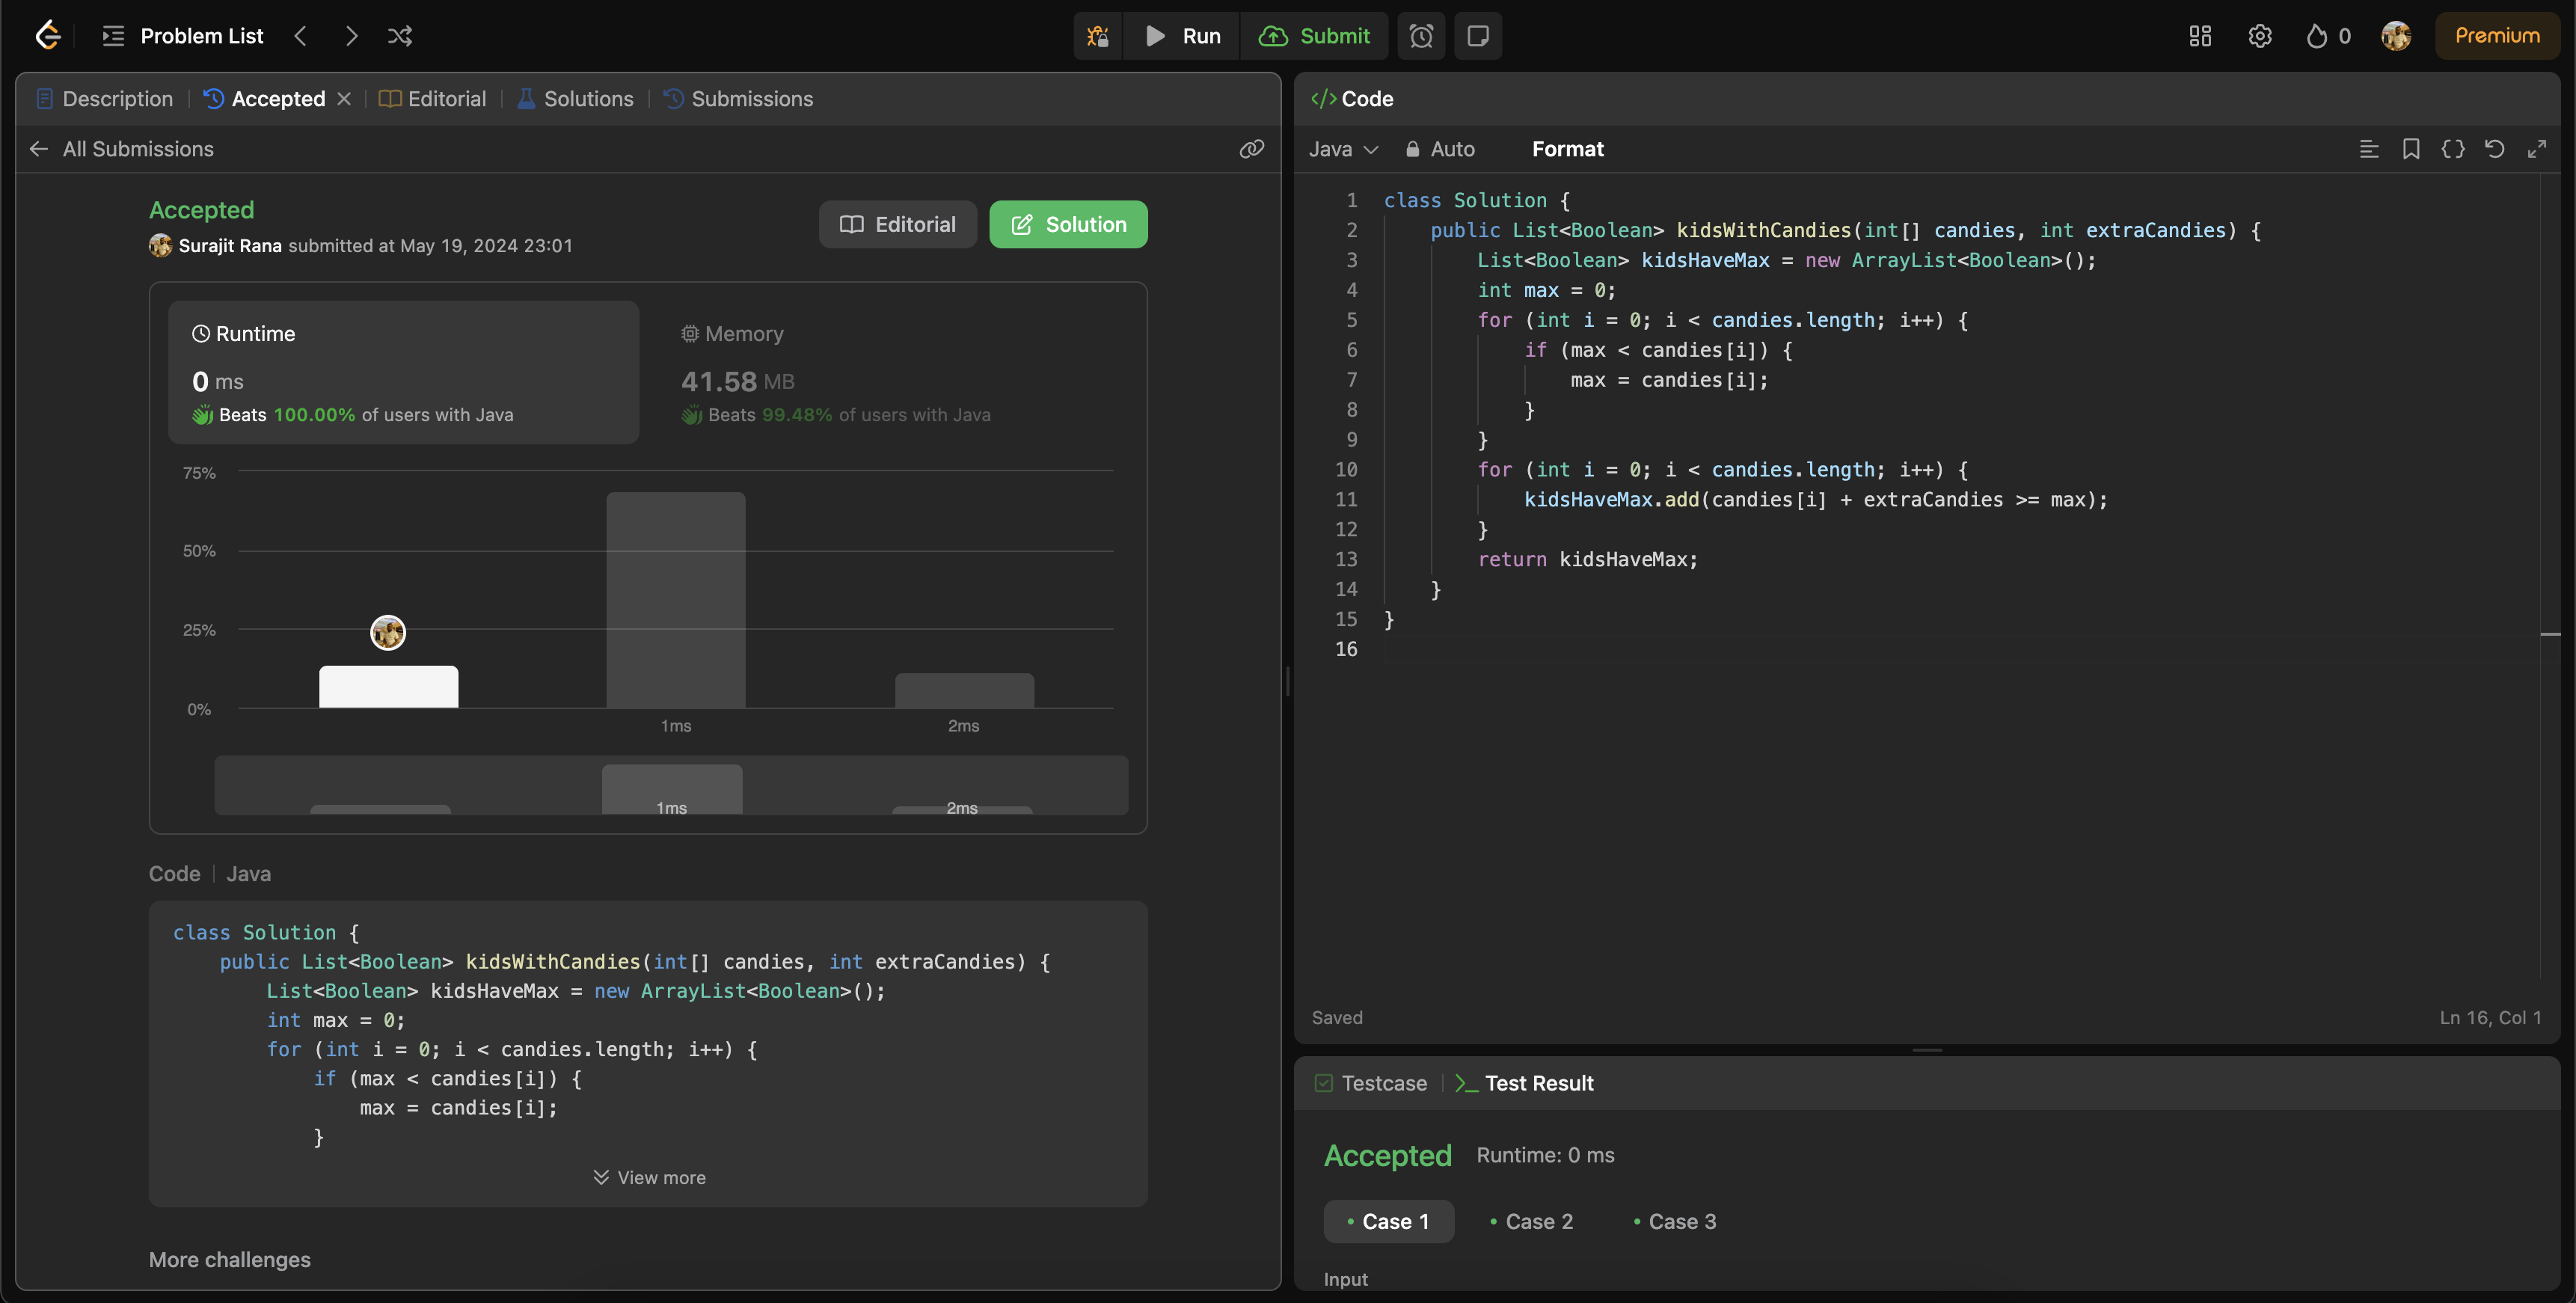 Problem List
Run
Submit
0
Premium
Description
Accepted
Editorial
Solutions
Submissions
All Submissions
Accepted
Surajit Rana submitted at May 19, 2024 23:01
Editorial
Solution
Runtime
0 ms
Beats 100.00% of users with Java
Memory
41.58 MB
Beats 99.48% of users with Java
75%
50%
25%
0%
1ms
2ms
1ms
2ms
Code | Java
class Solution {
    public List<Boolean> kidsWithCandies(int[] candies, int extraCandies) {
        List<Boolean> kidsHaveMax = new ArrayList<Boolean>();
        int max = 0;
        for (int i = 0; i < candies.length; i++) {
            if (max < candies[i]) {
                max = candies[i];
            }
View more
More challenges
</> Code
Java
Auto
Format
1 class Solution {
2     public List<Boolean> kidsWithCandies(int[] candies, int extraCandies) {
3         List<Boolean> kidsHaveMax = new ArrayList<Boolean>();
4         int max = 0;
5         for (int i = 0; i < candies.length; i++) {
6             if (max < candies[i]) {
7                 max = candies[i];
8             }
9         }
10         for (int i = 0; i < candies.length; i++) {
11             kidsHaveMax.add(candies[i] + extraCandies >= max);
12         }
13         return kidsHaveMax;
14     }
15 }
16
Saved
Ln 16, Col 1
Testcase
Test Result
Accepted
Runtime: 0 ms
Case 1
Case 2
Case 3
Input